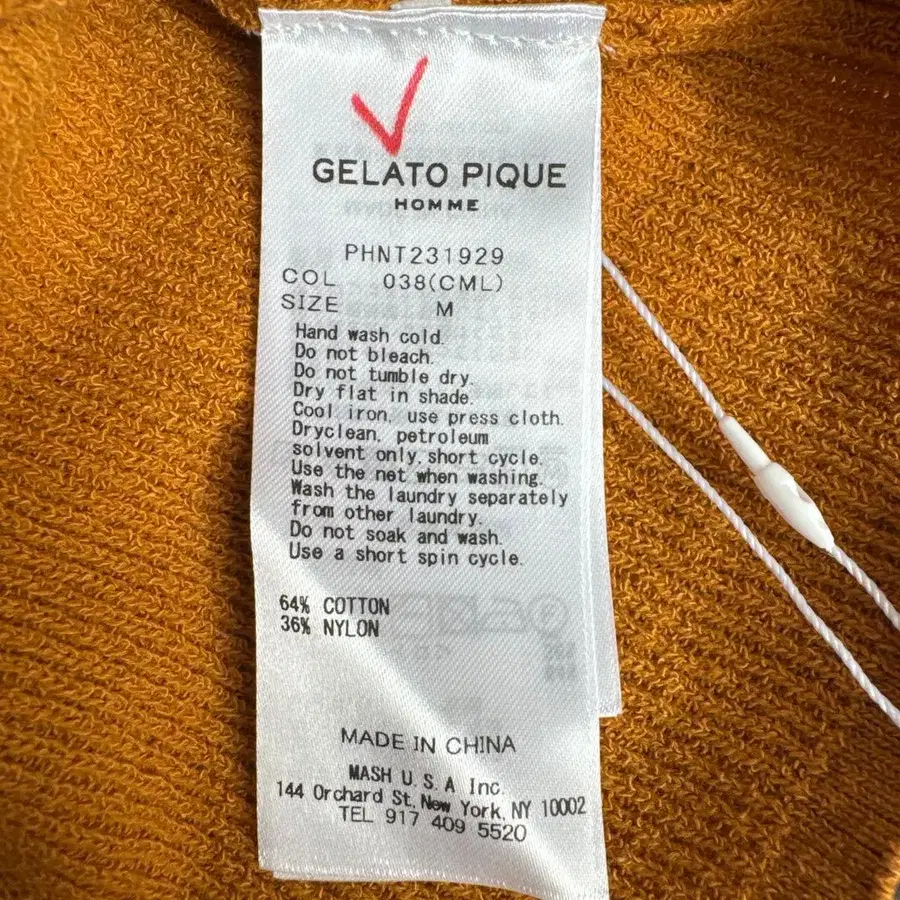 GELATO PIQUE
HOMME
PHNT231929
COL 038(CML)
SIZE M
Hand wash cold.
Do not bleach.
Do not tumble dry.
Dry flat in shade.
Cool iron, use press cloth.
Dryclean, petroleum
solvent only, short cycle.
Use the net when washing.
Wash the laundry separately
from other laundry.
Do not soak and wash.
Use a short spin cycle.
64% COTTON
36% NYLON
MADE IN CHINA
MASH U.S.A Inc.
144 Orchard St, New York, NY 10002
TEL 917 409 5520